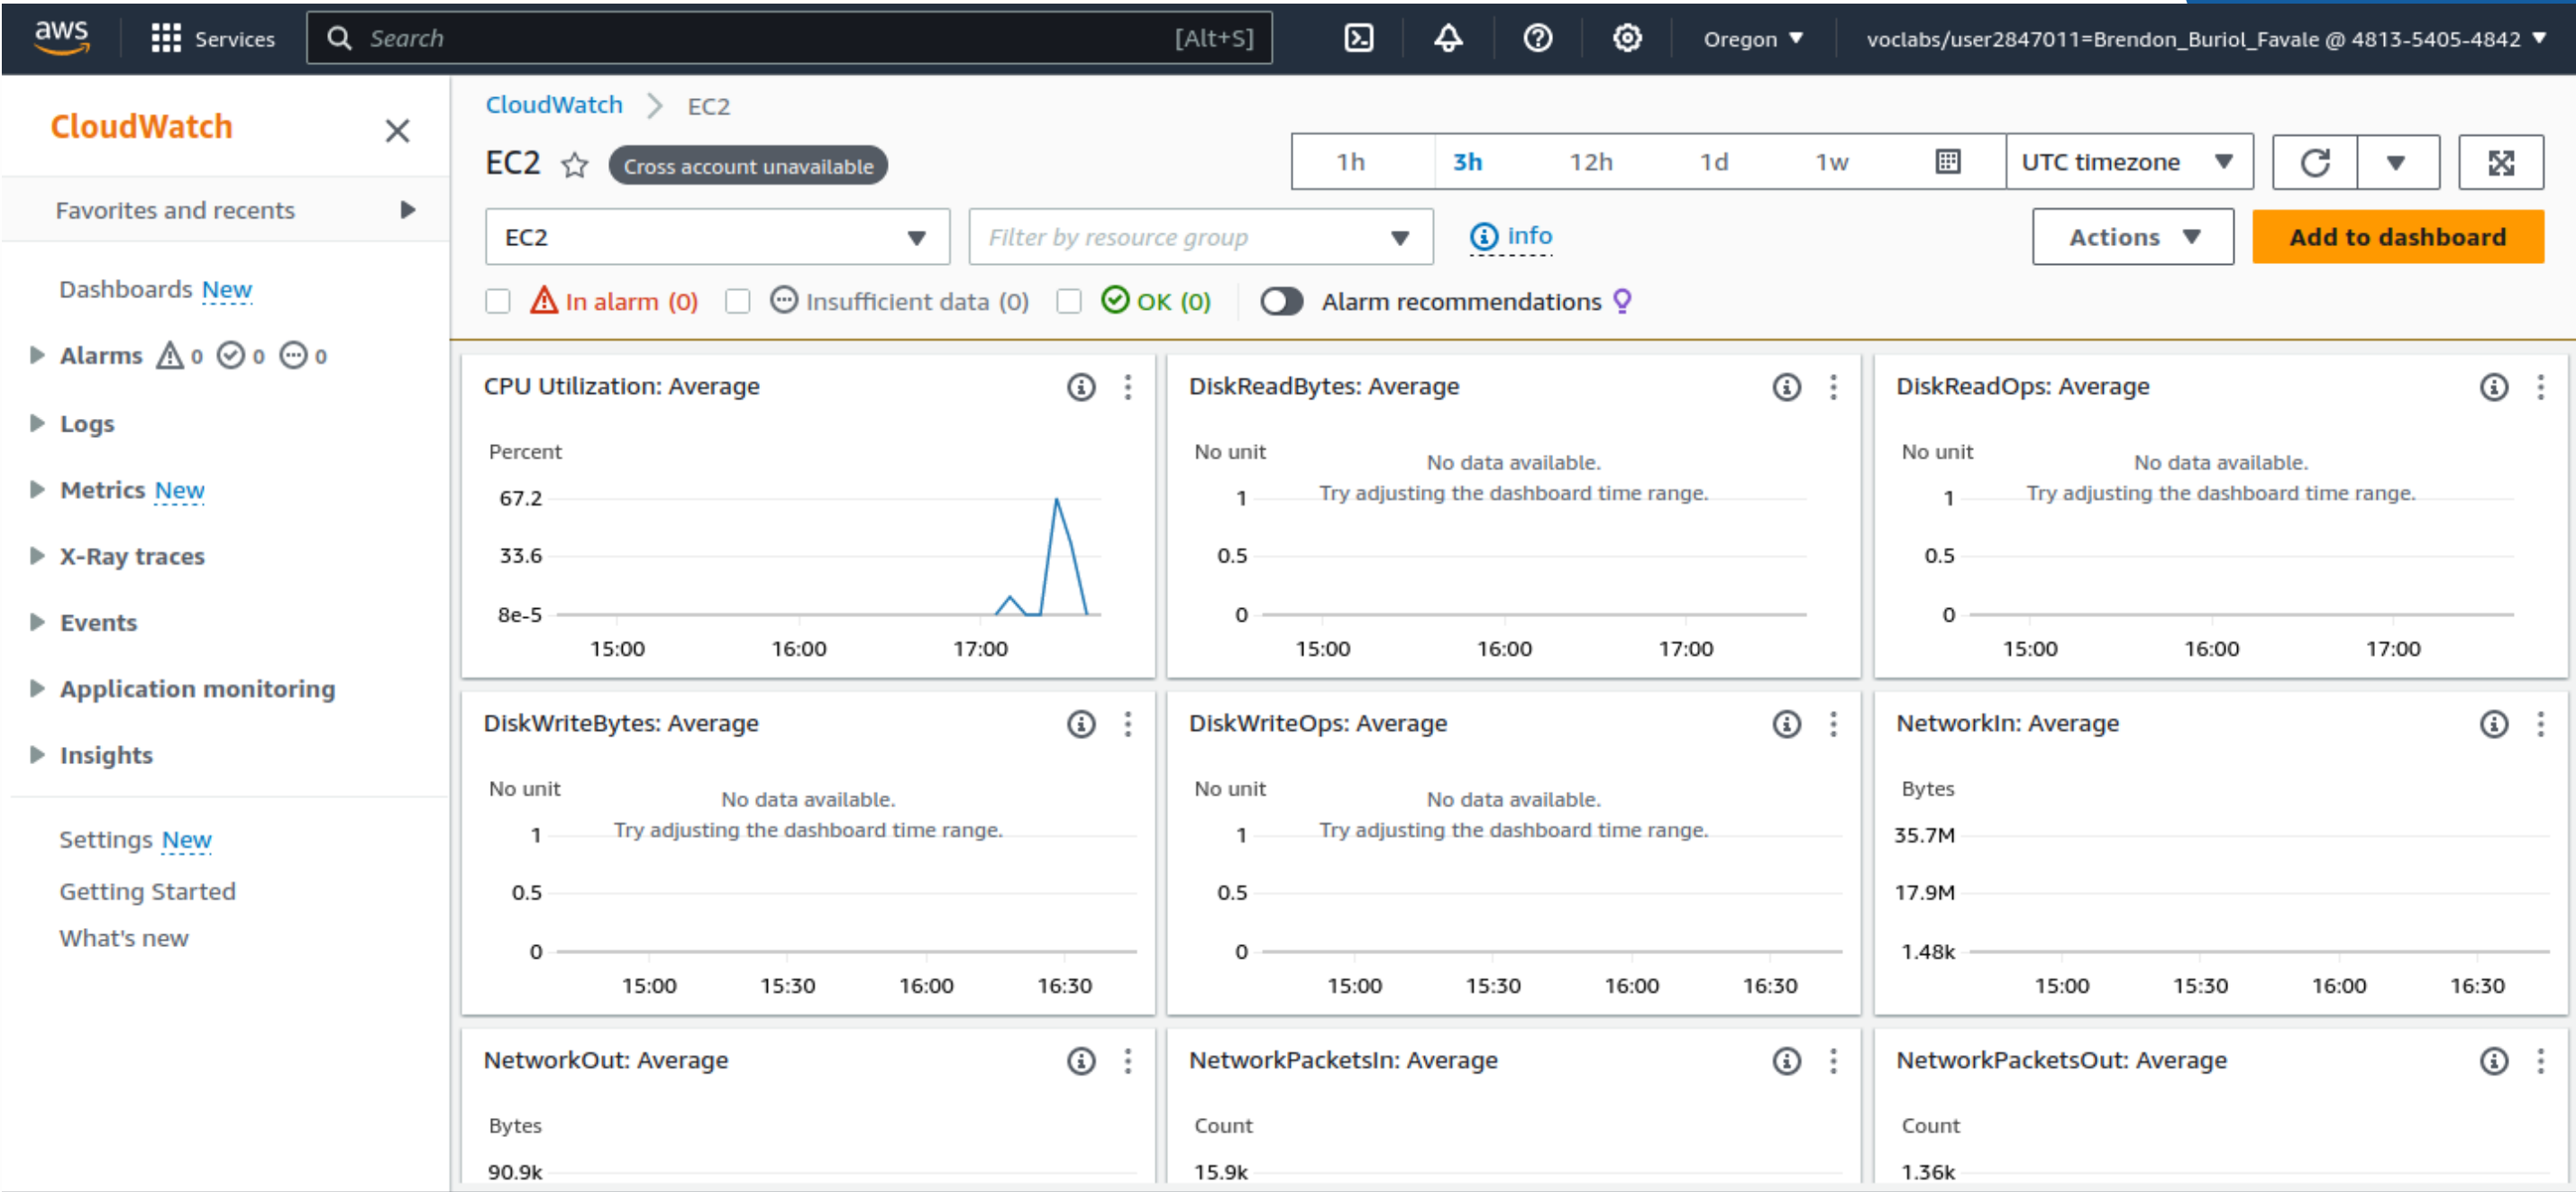 aws
Services
Search [Alt+S]
Oregon
voclabs/user2847011=Brendon_Buriol_Favale @ 4813-5405-4842
CloudWatch
Favorites and recents
Dashboards New
Alarms 0 0 0
Logs
Metrics New
X-Ray traces
Events
Application monitoring
Insights
Settings New
Getting Started
What's new
CloudWatch EC2
EC2 Cross account unavailable
1h 3h 12h 1d 1w UTC timezone
EC2 Filter by resource group info Actions Add to dashboard
In alarm (0) Insufficient data (0) OK (0) Alarm recommendations
CPU Utilization: Average
Percent
67.2
33.6
8e-5
15:00 16:00 17:00
DiskReadBytes: Average
No unit
No data available.
Try adjusting the dashboard time range.
1
0.5
0
15:00 16:00 17:00
DiskReadOps: Average
No unit
No data available.
Try adjusting the dashboard time range.
1
0.5
0
15:00 16:00 17:00
DiskWriteBytes: Average
No unit
No data available.
Try adjusting the dashboard time range.
1
0.5
0
15:00 15:30 16:00 16:30
DiskWriteOps: Average
No unit
No data available.
Try adjusting the dashboard time range.
1
0.5
0
15:00 15:30 16:00 16:30
NetworkIn: Average
Bytes
35.7M
17.9M
1.48k
15:00 15:30 16:00 16:30
NetworkOut: Average
Bytes
90.9k
NetworkPacketsIn: Average
Count
15.9k
NetworkPacketsOut: Average
Count
1.36k